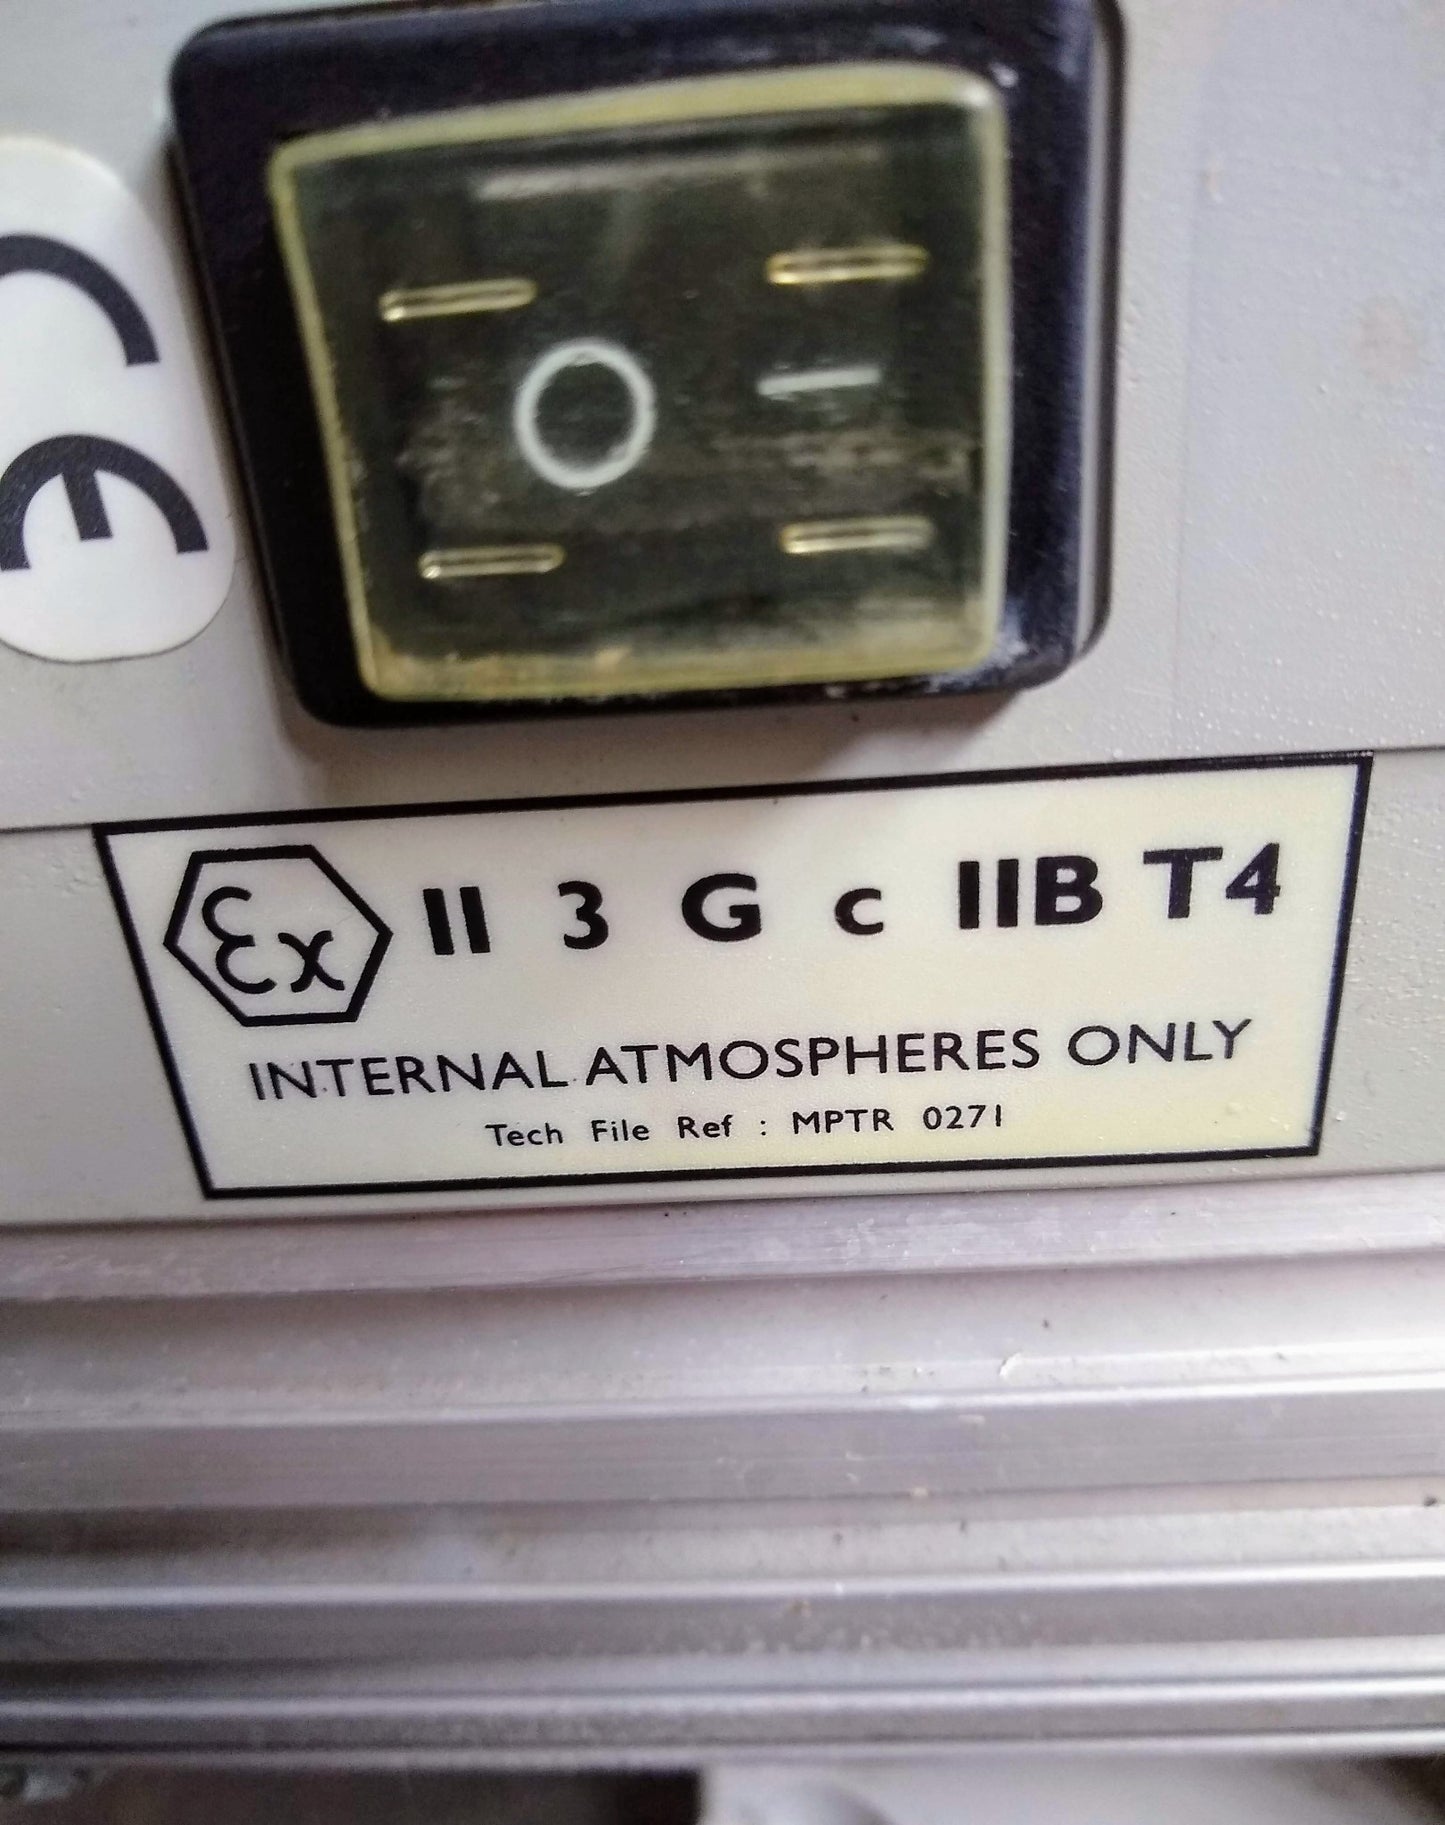 CE
O –
Ex II 3 G c IIB T4
INTERNAL ATMOSPHERES ONLY
Tech File Ref : MPTR 0271